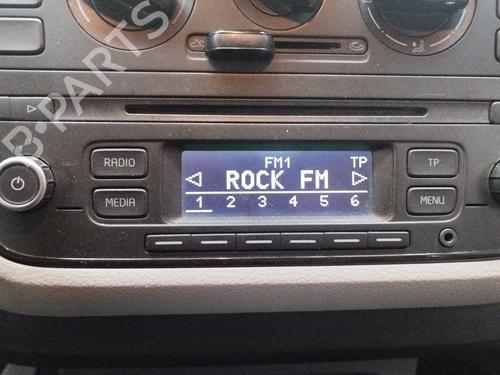 B-PARTS
RADIO
MEDIA
FM1 TP
ROCK FM
1 2 3 4 5 6
TP
MENU